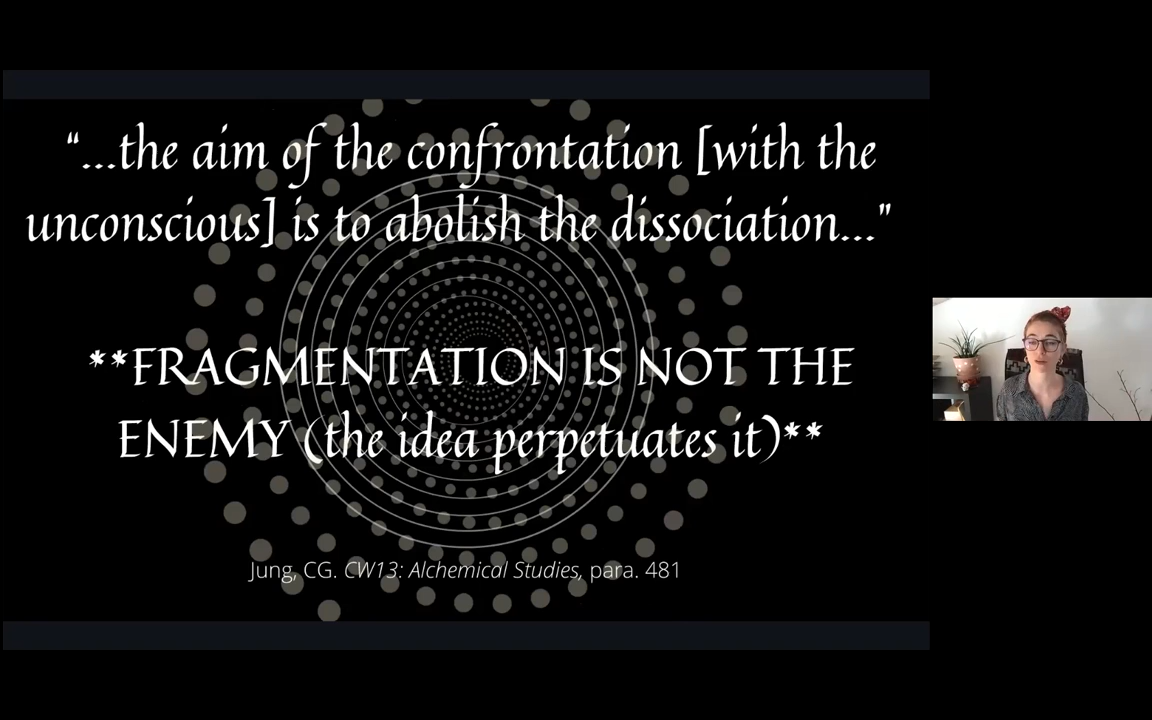 “...the aim of the confrontation [with the
unconscious] is to abolish the dissociation...”
**FRAGMENTATION IS NOT THE
ENEMY (the idea perpetuates it)**
Jung, CG. CW13: Alchemical Studies, para. 481